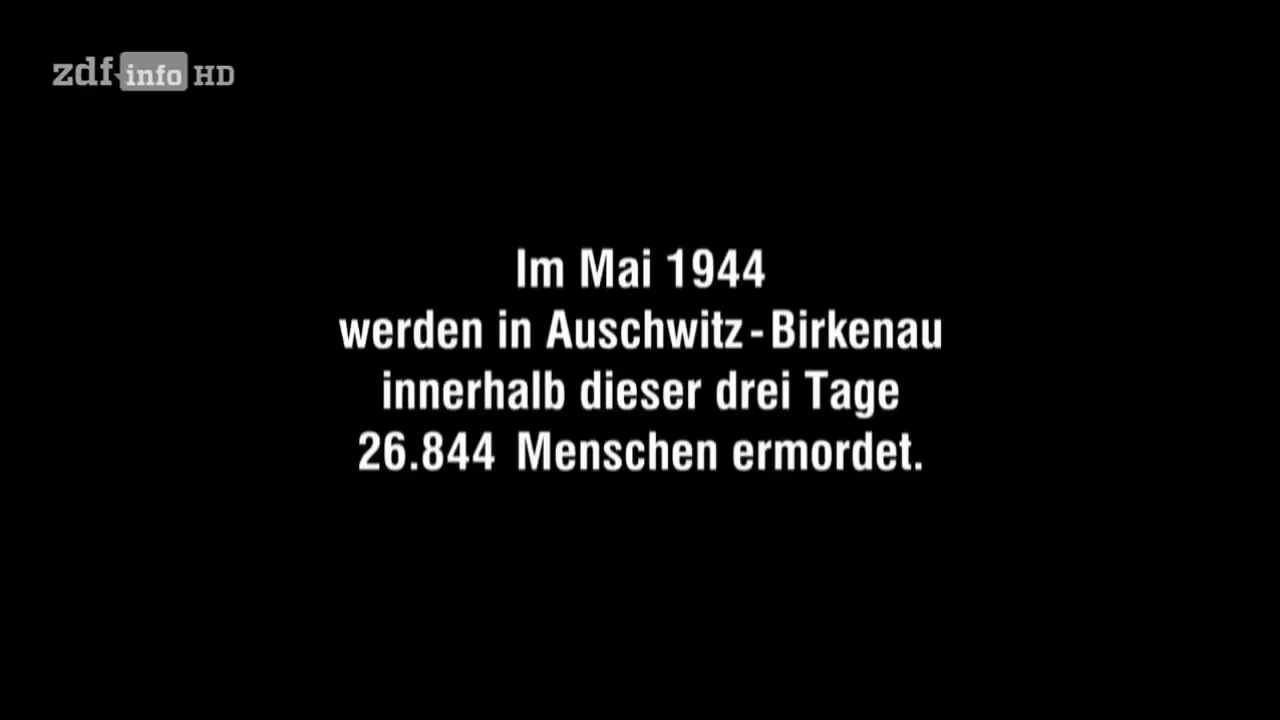 zdf info HD
Im Mai 1944
werden in Auschwitz-Birkenau
innerhalb dieser drei Tage
26.844 Menschen ermordet.